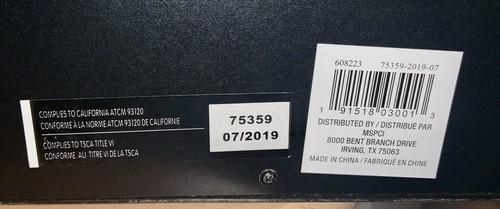 COMPLIES TO CALIFORNIA ATCM 93120
CONFORME À LA NORME ATCM 93120 DE CALIFORNIE
COMPLIES TO TSCA TITLE VI
CONFORME AU TITRE VI DE LA TSCA
75359
07/2019
608223 75359-2019-07
1 91518 03001 3
DISTRIBUTED BY / DISTRIBUÉ PAR
MSPCI
8000 BENT BRANCH DRIVE
IRVING, TX 75063
MADE IN CHINA / FABRIQUÉ EN CHINE